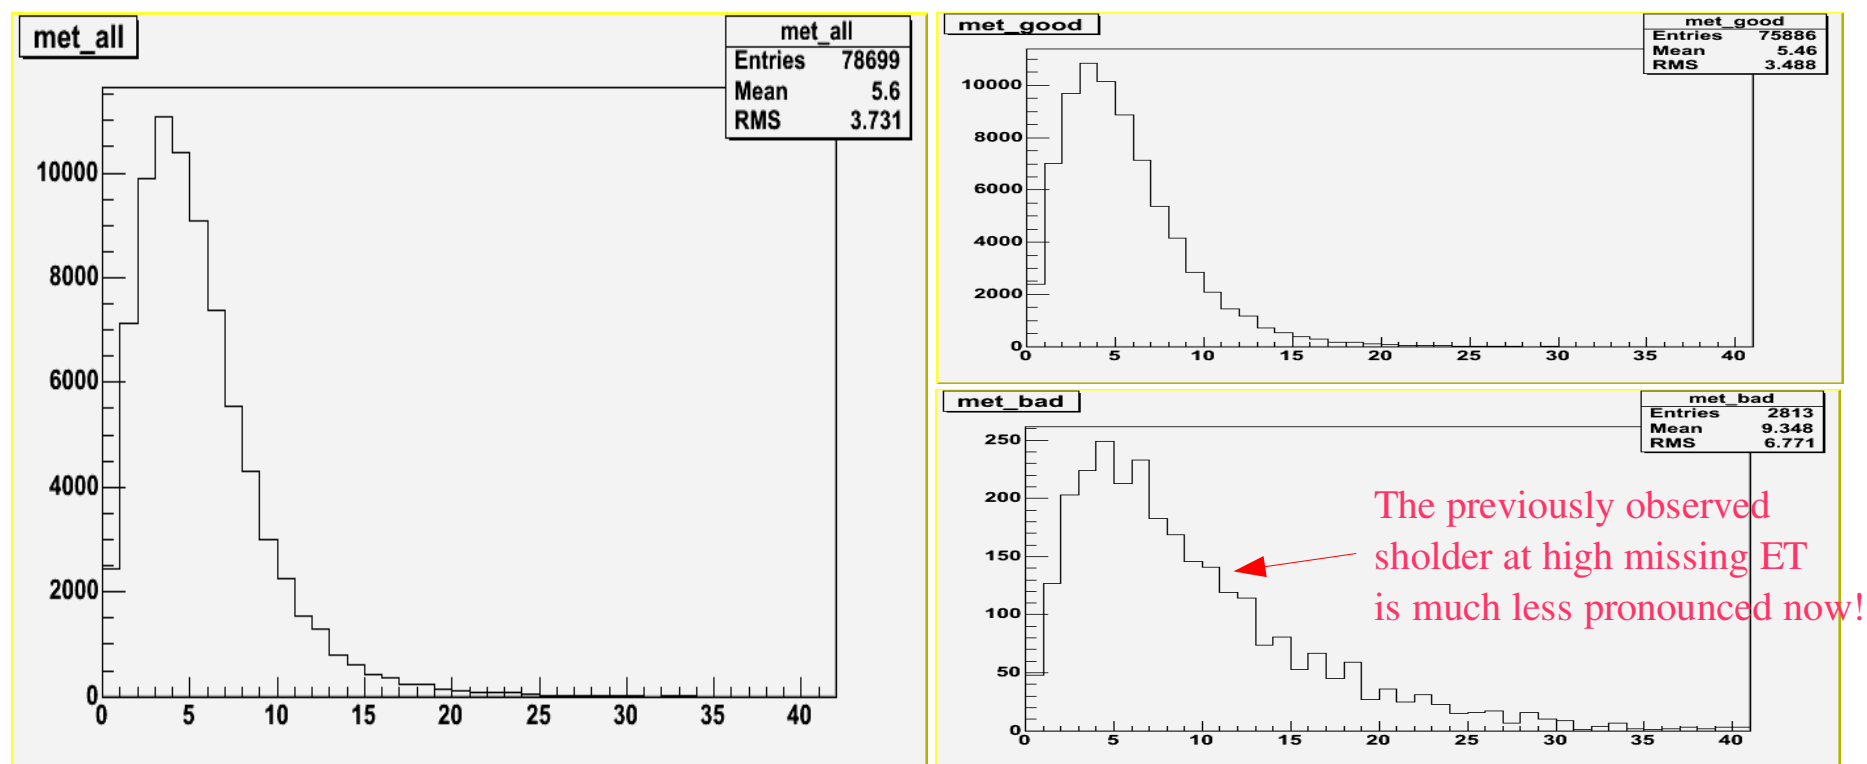 met_all
met_all
Entries 78699
Mean 5.6
RMS 3.731
10000
8000
6000
4000
2000
0
0 5 10 15 20 25 30 35 40
met_good
met_good
Entries 75886
Mean 5.46
RMS 3.488
10000
8000
6000
4000
2000
0
0 5 10 15 20 25 30 35 40
met_bad
met_bad
Entries 2813
Mean 9.348
RMS 6.771
250
200
150
100
50
0
0 5 10 15 20 25 30 35 40
The previously observed
sholder at high missing ET
is much less pronounced now!